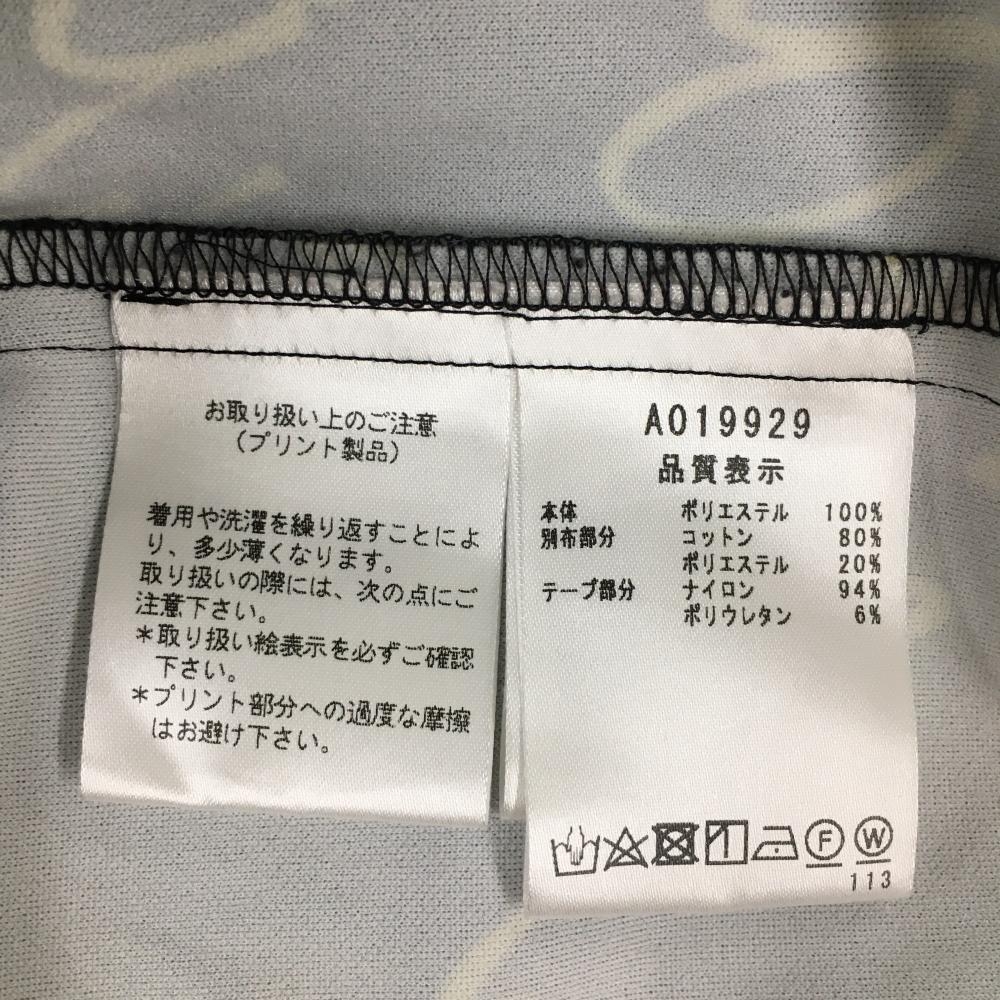 お取り扱い上のご注意
（プリント製品）
着用や洗濯を繰り返すことによ
り、多少薄くなります。
取り扱いの際には、次の点にご
注意下さい。
＊取り扱い絵表示を必ずご確認
下さい。
＊プリント部分への過度な摩擦
はお避け下さい。
A019929
品質表示
本体 ポリエステル 100%
別布部分 コットン 80%
ポリエステル 20%
テープ部分 ナイロン 94%
ポリウレタン 6%
F W
113